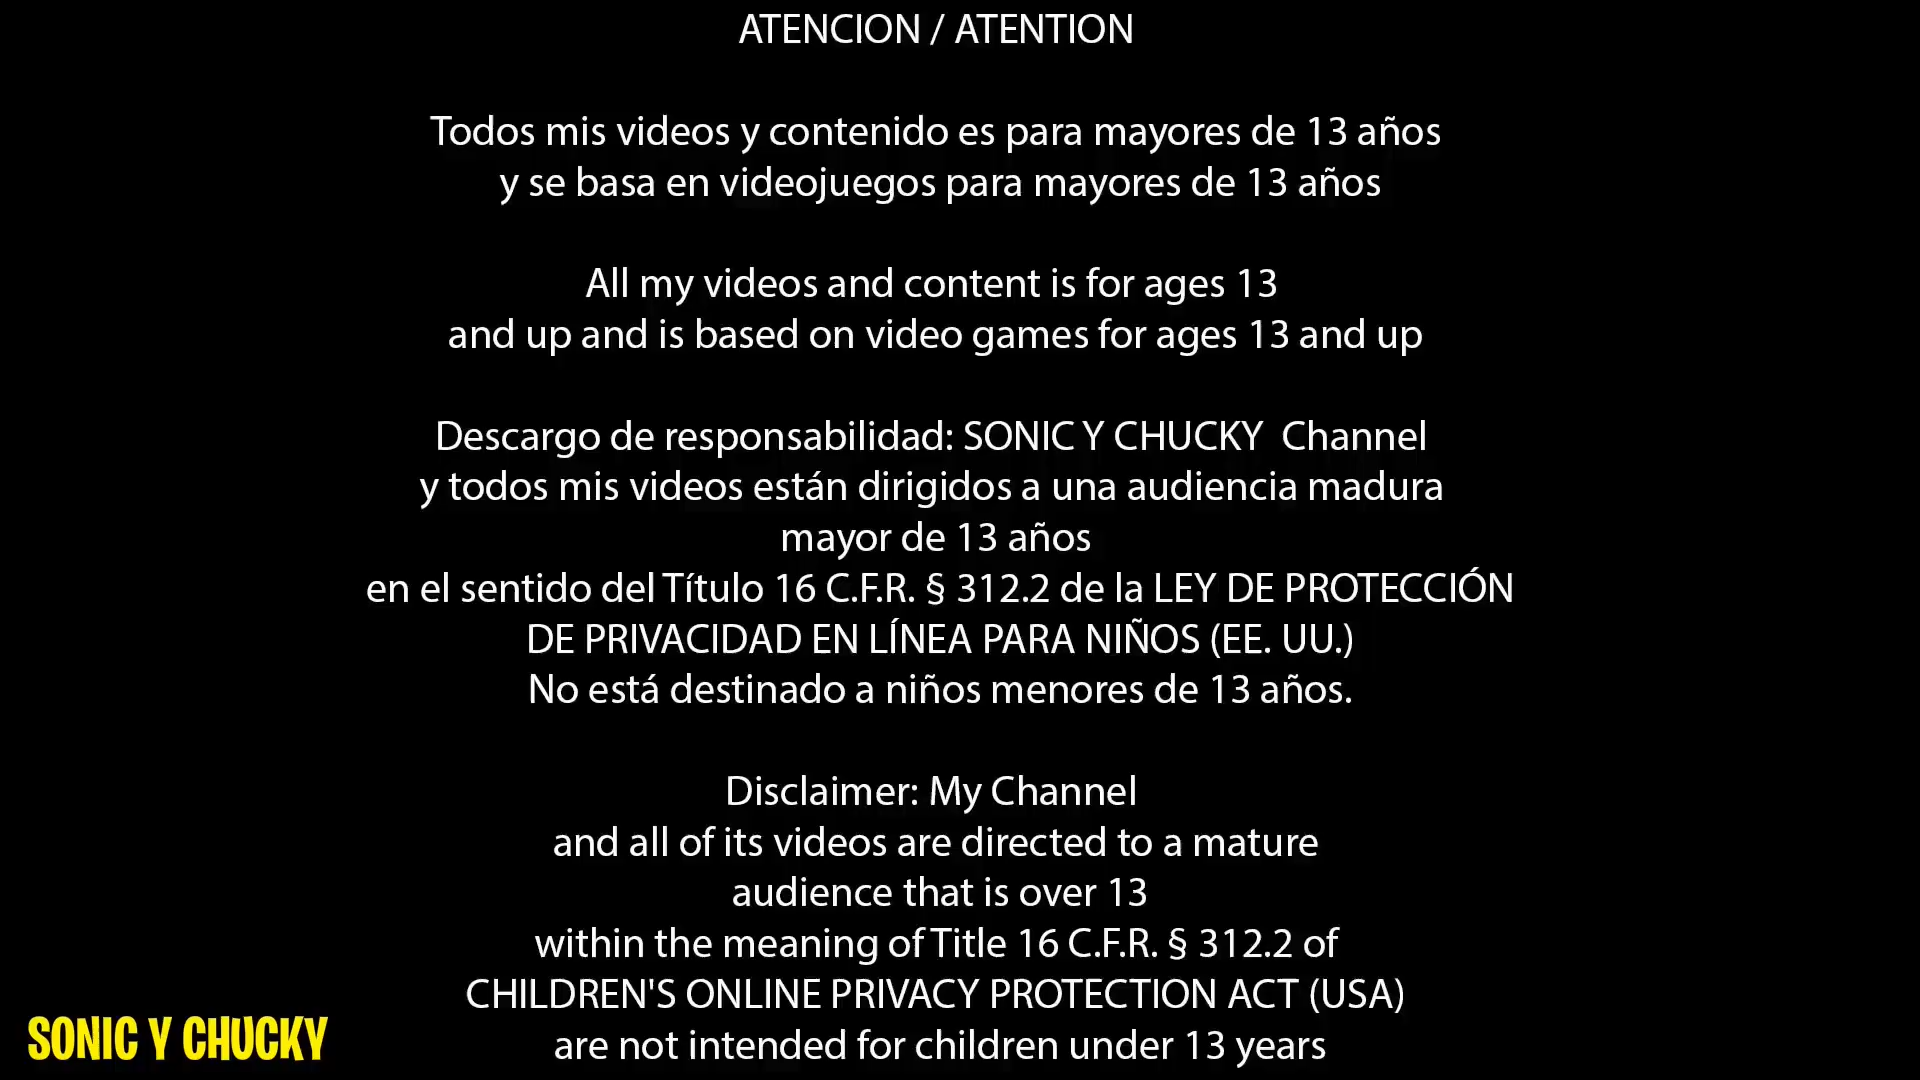 ATENCION / ATENTION
Todos mis videos y contenido es para mayores de 13 años
y se basa en videojuegos para mayores de 13 años
All my videos and content is for ages 13
and up and is based on video games for ages 13 and up
Descargo de responsabilidad: SONIC Y CHUCKY Channel
y todos mis videos están dirigidos a una audiencia madura
mayor de 13 años
en el sentido del Título 16 C.F.R. § 312.2 de la LEY DE PROTECCIÓN
DE PRIVACIDAD EN LÍNEA PARA NIÑOS (EE. UU.)
No está destinado a niños menores de 13 años.
Disclaimer: My Channel
and all of its videos are directed to a mature
audience that is over 13
within the meaning of Title 16 C.F.R. § 312.2 of
CHILDREN'S ONLINE PRIVACY PROTECTION ACT (USA)
are not intended for children under 13 years
SONIC Y CHUCKY